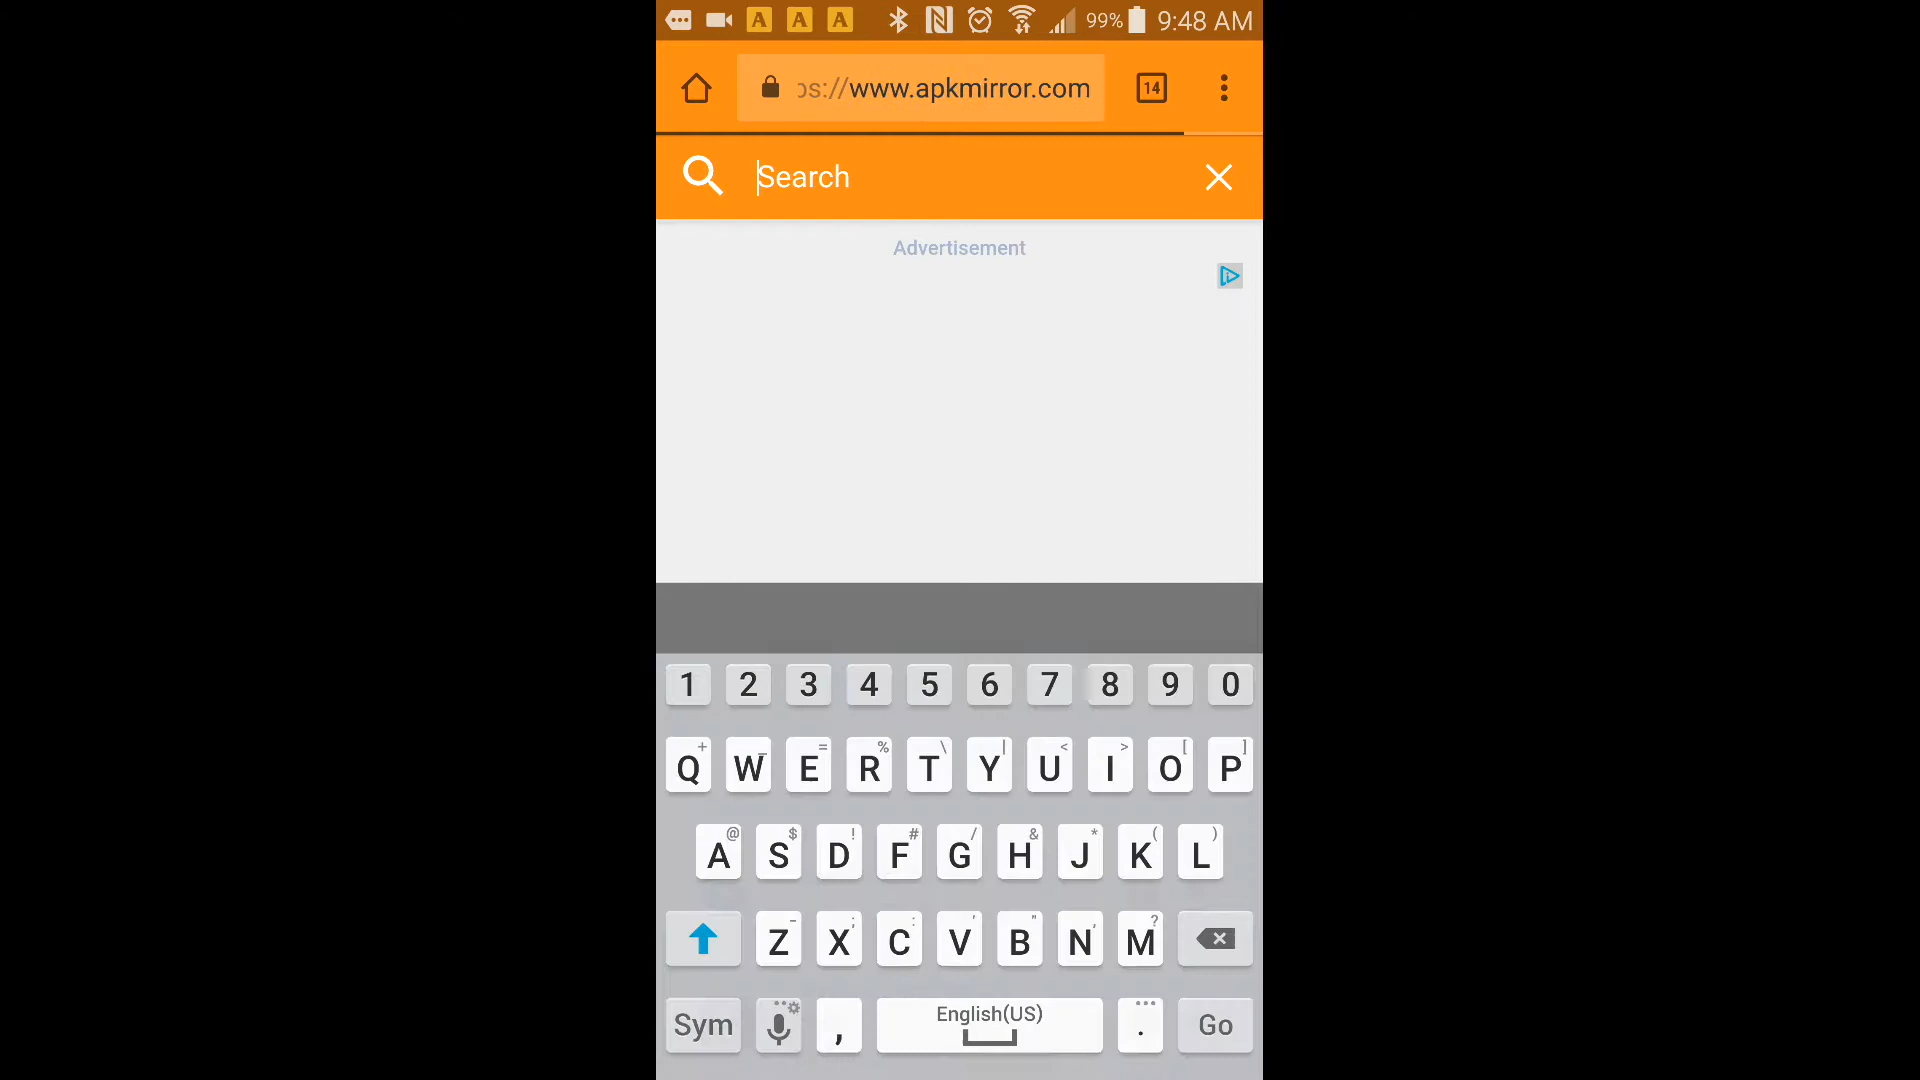 A A A 99% 9:48 AM
ps://www.apkmirror.com 14
Search
Advertisement
1 2 3 4 5 6 7 8 9 0
+ _ = % \ | < > [ ]
Q W E R T Y U I O P
@ $ ! # / & * ( )
A S D F G H J K L
- ; : ' " , ?
Z X C V B N M
English(US)
Sym , . Go